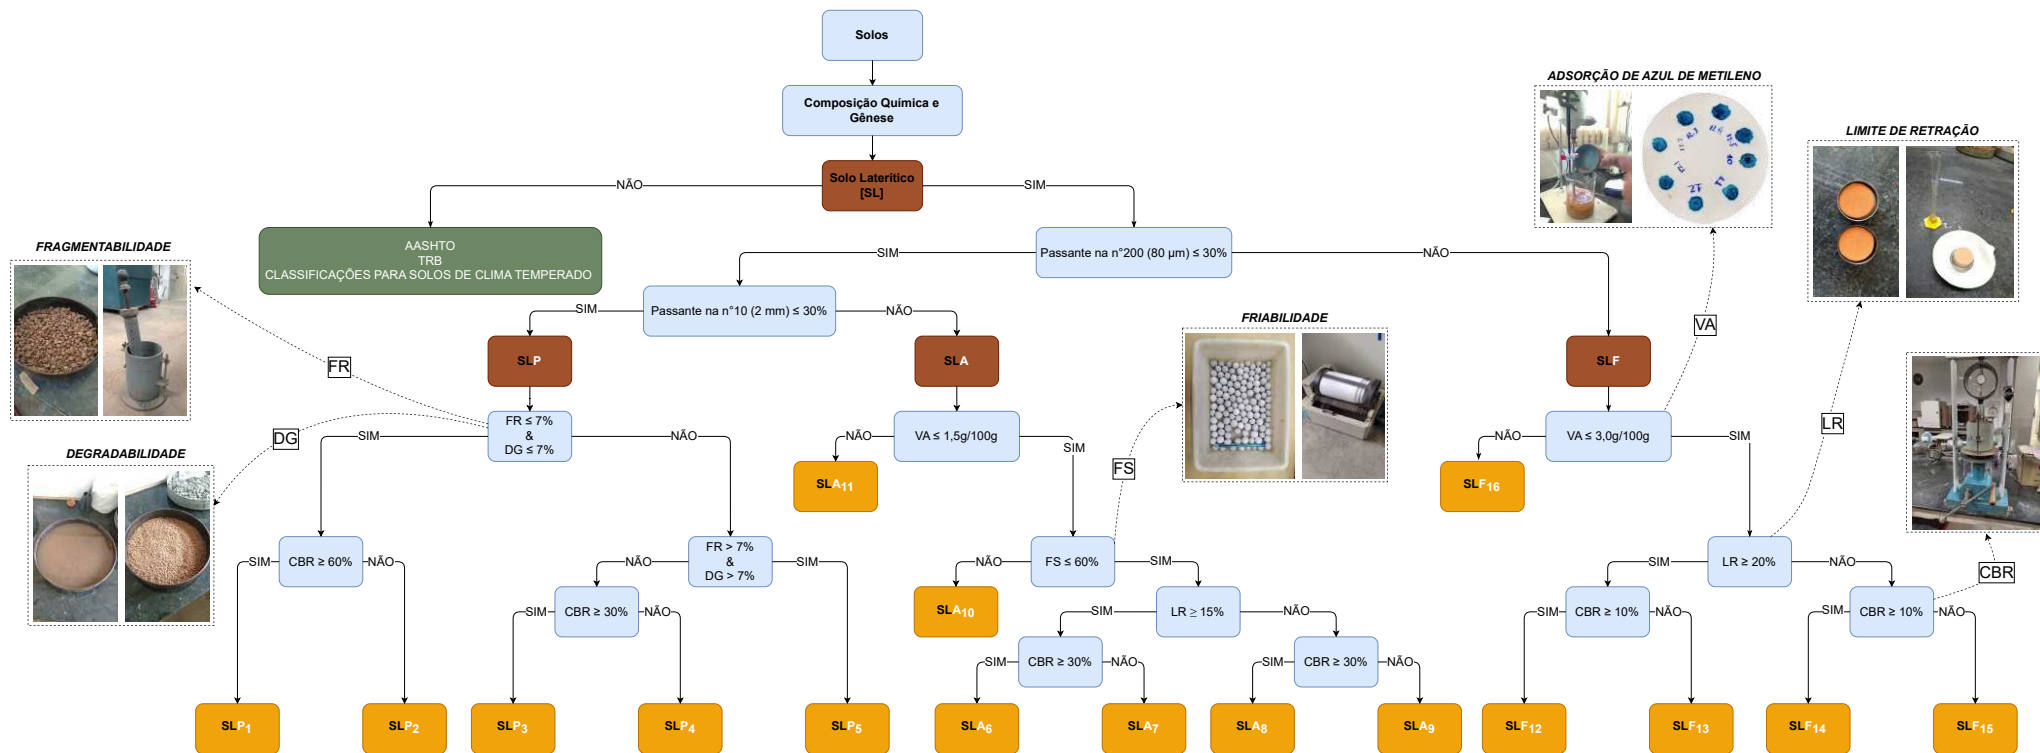 Solos
Composição Química e
Gênese
Solo Laterítico
[SL]
NÃO
SIM
AASHTO
TRB
CLASSIFICAÇÕES PARA SOLOS DE CLIMA TEMPERADO
Passante na n°200 (80 µm) ≤ 30%
SIM
NÃO
Passante na n°10 (2 mm) ≤ 30%
SIM
NÃO
SLP
SLA
SLF
FRAGMENTABILIDADE
FR
DG
DEGRADABILIDADE
FR ≤ 7%
&
DG ≤ 7%
SIM
NÃO
CBR ≥ 60%
SIM
NÃO
SLP1
SLP2
FR > 7%
&
DG > 7%
NÃO
SIM
CBR ≥ 30%
SIM
NÃO
SLP3
SLP4
SLP5
VA ≤ 1,5g/100g
NÃO
SIM
SLA11
FRIABILIDADE
FS
FS ≤ 60%
NÃO
SIM
SLA10
LR ≥ 15%
SIM
NÃO
CBR ≥ 30%
SIM
NÃO
CBR ≥ 30%
SIM
NÃO
SLA6
SLA7
SLA8
SLA9
ADSORÇÃO DE AZUL DE METILENO
VA
VA ≤ 3,0g/100g
NÃO
SIM
SLF16
LIMITE DE RETRAÇÃO
LR
LR ≥ 20%
SIM
NÃO
CBR ≥ 10%
SIM
NÃO
CBR ≥ 10%
SIM
NÃO
CBR
SLF12
SLF13
SLF14
SLF15